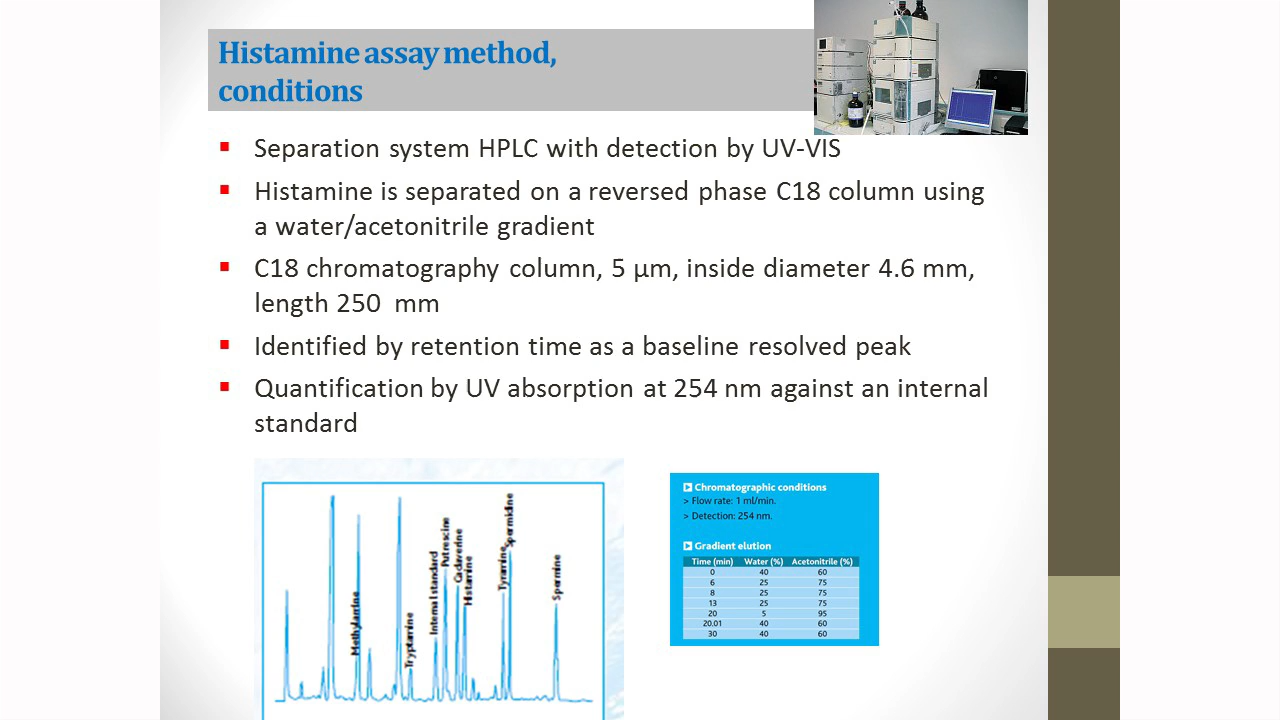 Histamine assay method,
conditions
Separation system HPLC with detection by UV-VIS
Histamine is separated on a reversed phase C18 column using
a water/acetonitrile gradient
C18 chromatography column, 5 µm, inside diameter 4.6 mm,
length 250 mm
Identified by retention time as a baseline resolved peak
Quantification by UV absorption at 254 nm against an internal
standard
Methylamine
Tryptamine
Internal standard
Putrescine
Cadaverine
Histamine
Tyramine
Spermidine
Spermine
Chromatographic conditions
> Flow rate: 1 ml/min.
> Detection: 254 nm.
Gradient elution
Time (min) Water (%) Acetonitrile (%)
0 40 60
6 25 75
8 25 75
13 25 75
20 5 95
20.01 40 60
30 40 60